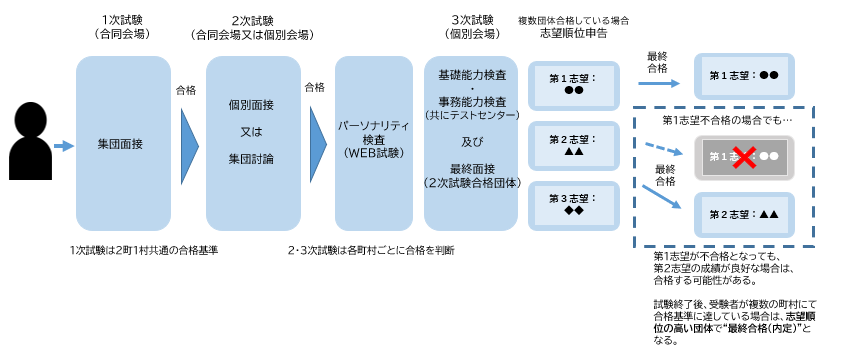 1次試験
（合同会場）
2次試験
（合同会場又は個別会場）
3次試験
（個別会場）
複数団体合格している場合
志望順位申告
集団面接
合格
個別面接
又は
集団討論
合格
パーソナリティ
検査
（WEB試験）
基礎能力検査
・
事務能力検査
（共にテストセンター）
及び
最終面接
（2次試験合格団体）
第1志望：
●●
第2志望：
▲▲
第3志望：
◆◆
最終
合格
第1志望：●●
第1志望不合格の場合でも…
第1志望：●●
最終
合格
第2志望：▲▲
1次試験は2町1村共通の合格基準
2・3次試験は各町村ごとに合格を判断
第1志望が不合格となっても、
第2志望の成績が良好な場合は、
合格する可能性がある。
試験終了後、受験者が複数の町村にて
合格基準に達している場合は、志望順
位の高い団体で“最終合格(内定)”と
なる。